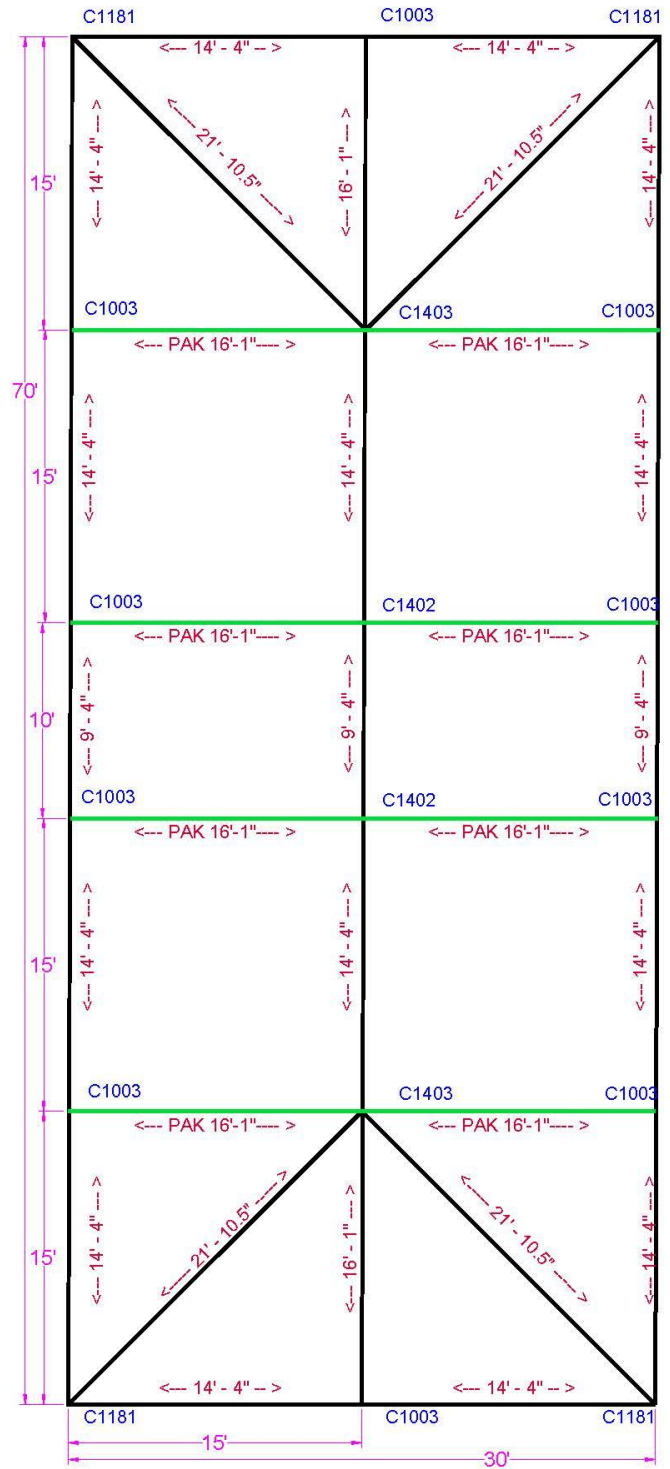 C1181
C1003
C1181
<--- 14' - 4" -- >
<--- 14' - 4" -- >
<---- 14' - 4" ---->
<---- 21' - 10.5" ----->
<---- 16' - 1" ---->
<---- 21' - 10.5" ----->
<---- 14' - 4" ---->
15'
C1003
C1403
C1003
<--- PAK 16'-1"---- >
<--- PAK 16'-1"---- >
70'
<---- 14' - 4" ---->
<---- 14' - 4" ---->
<---- 14' - 4" ---->
15'
C1003
C1402
C1003
<--- PAK 16'-1"---- >
<--- PAK 16'-1"---- >
<---- 9' - 4" ---->
<---- 9' - 4" ---->
<---- 9' - 4" ---->
10'
C1003
C1402
C1003
<--- PAK 16'-1"---- >
<--- PAK 16'-1"---- >
<---- 14' - 4" ---->
<---- 14' - 4" ---->
<---- 14' - 4" ---->
15'
C1003
C1403
C1003
<--- PAK 16'-1"---- >
<--- PAK 16'-1"---- >
<---- 14' - 4" ---->
<---- 21' - 10.5" ----->
<---- 16' - 1" ---->
<---- 21' - 10.5" ----->
<---- 14' - 4" ---->
15'
<--- 14' - 4" -- >
<--- 14' - 4" -- >
C1181
C1003
C1181
15'
30'